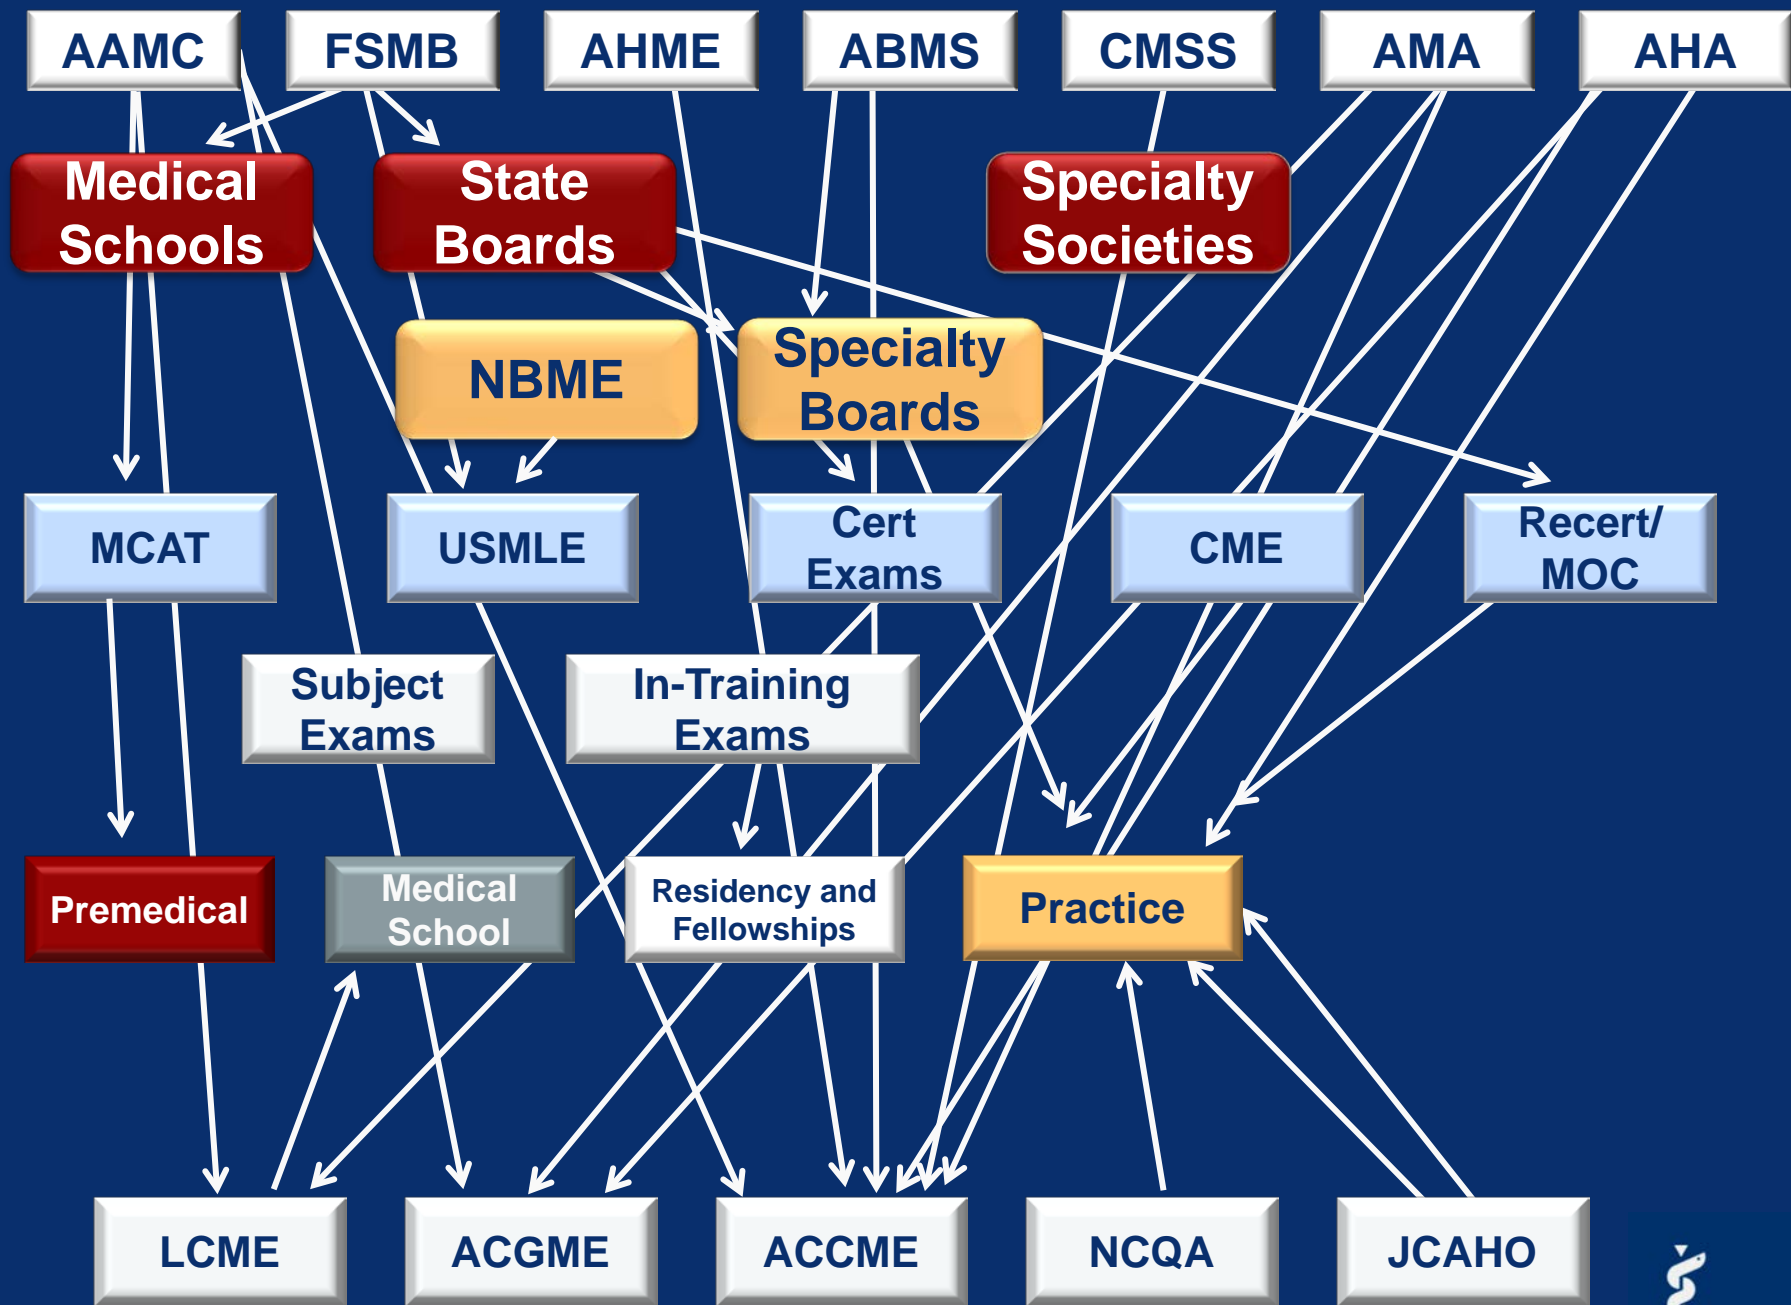 AAMC
FSMB
AHME
ABMS
CMSS
AMA
AHA
Medical
Schools
State
Boards
Specialty
Societies
NBME
Specialty
Boards
MCAT
USMLE
Cert
Exams
CME
Recert/
MOC
Subject
Exams
In-Training
Exams
Premedical
Medical
School
Residency and
Fellowships
Practice
LCME
ACGME
ACCME
NCQA
JCAHO